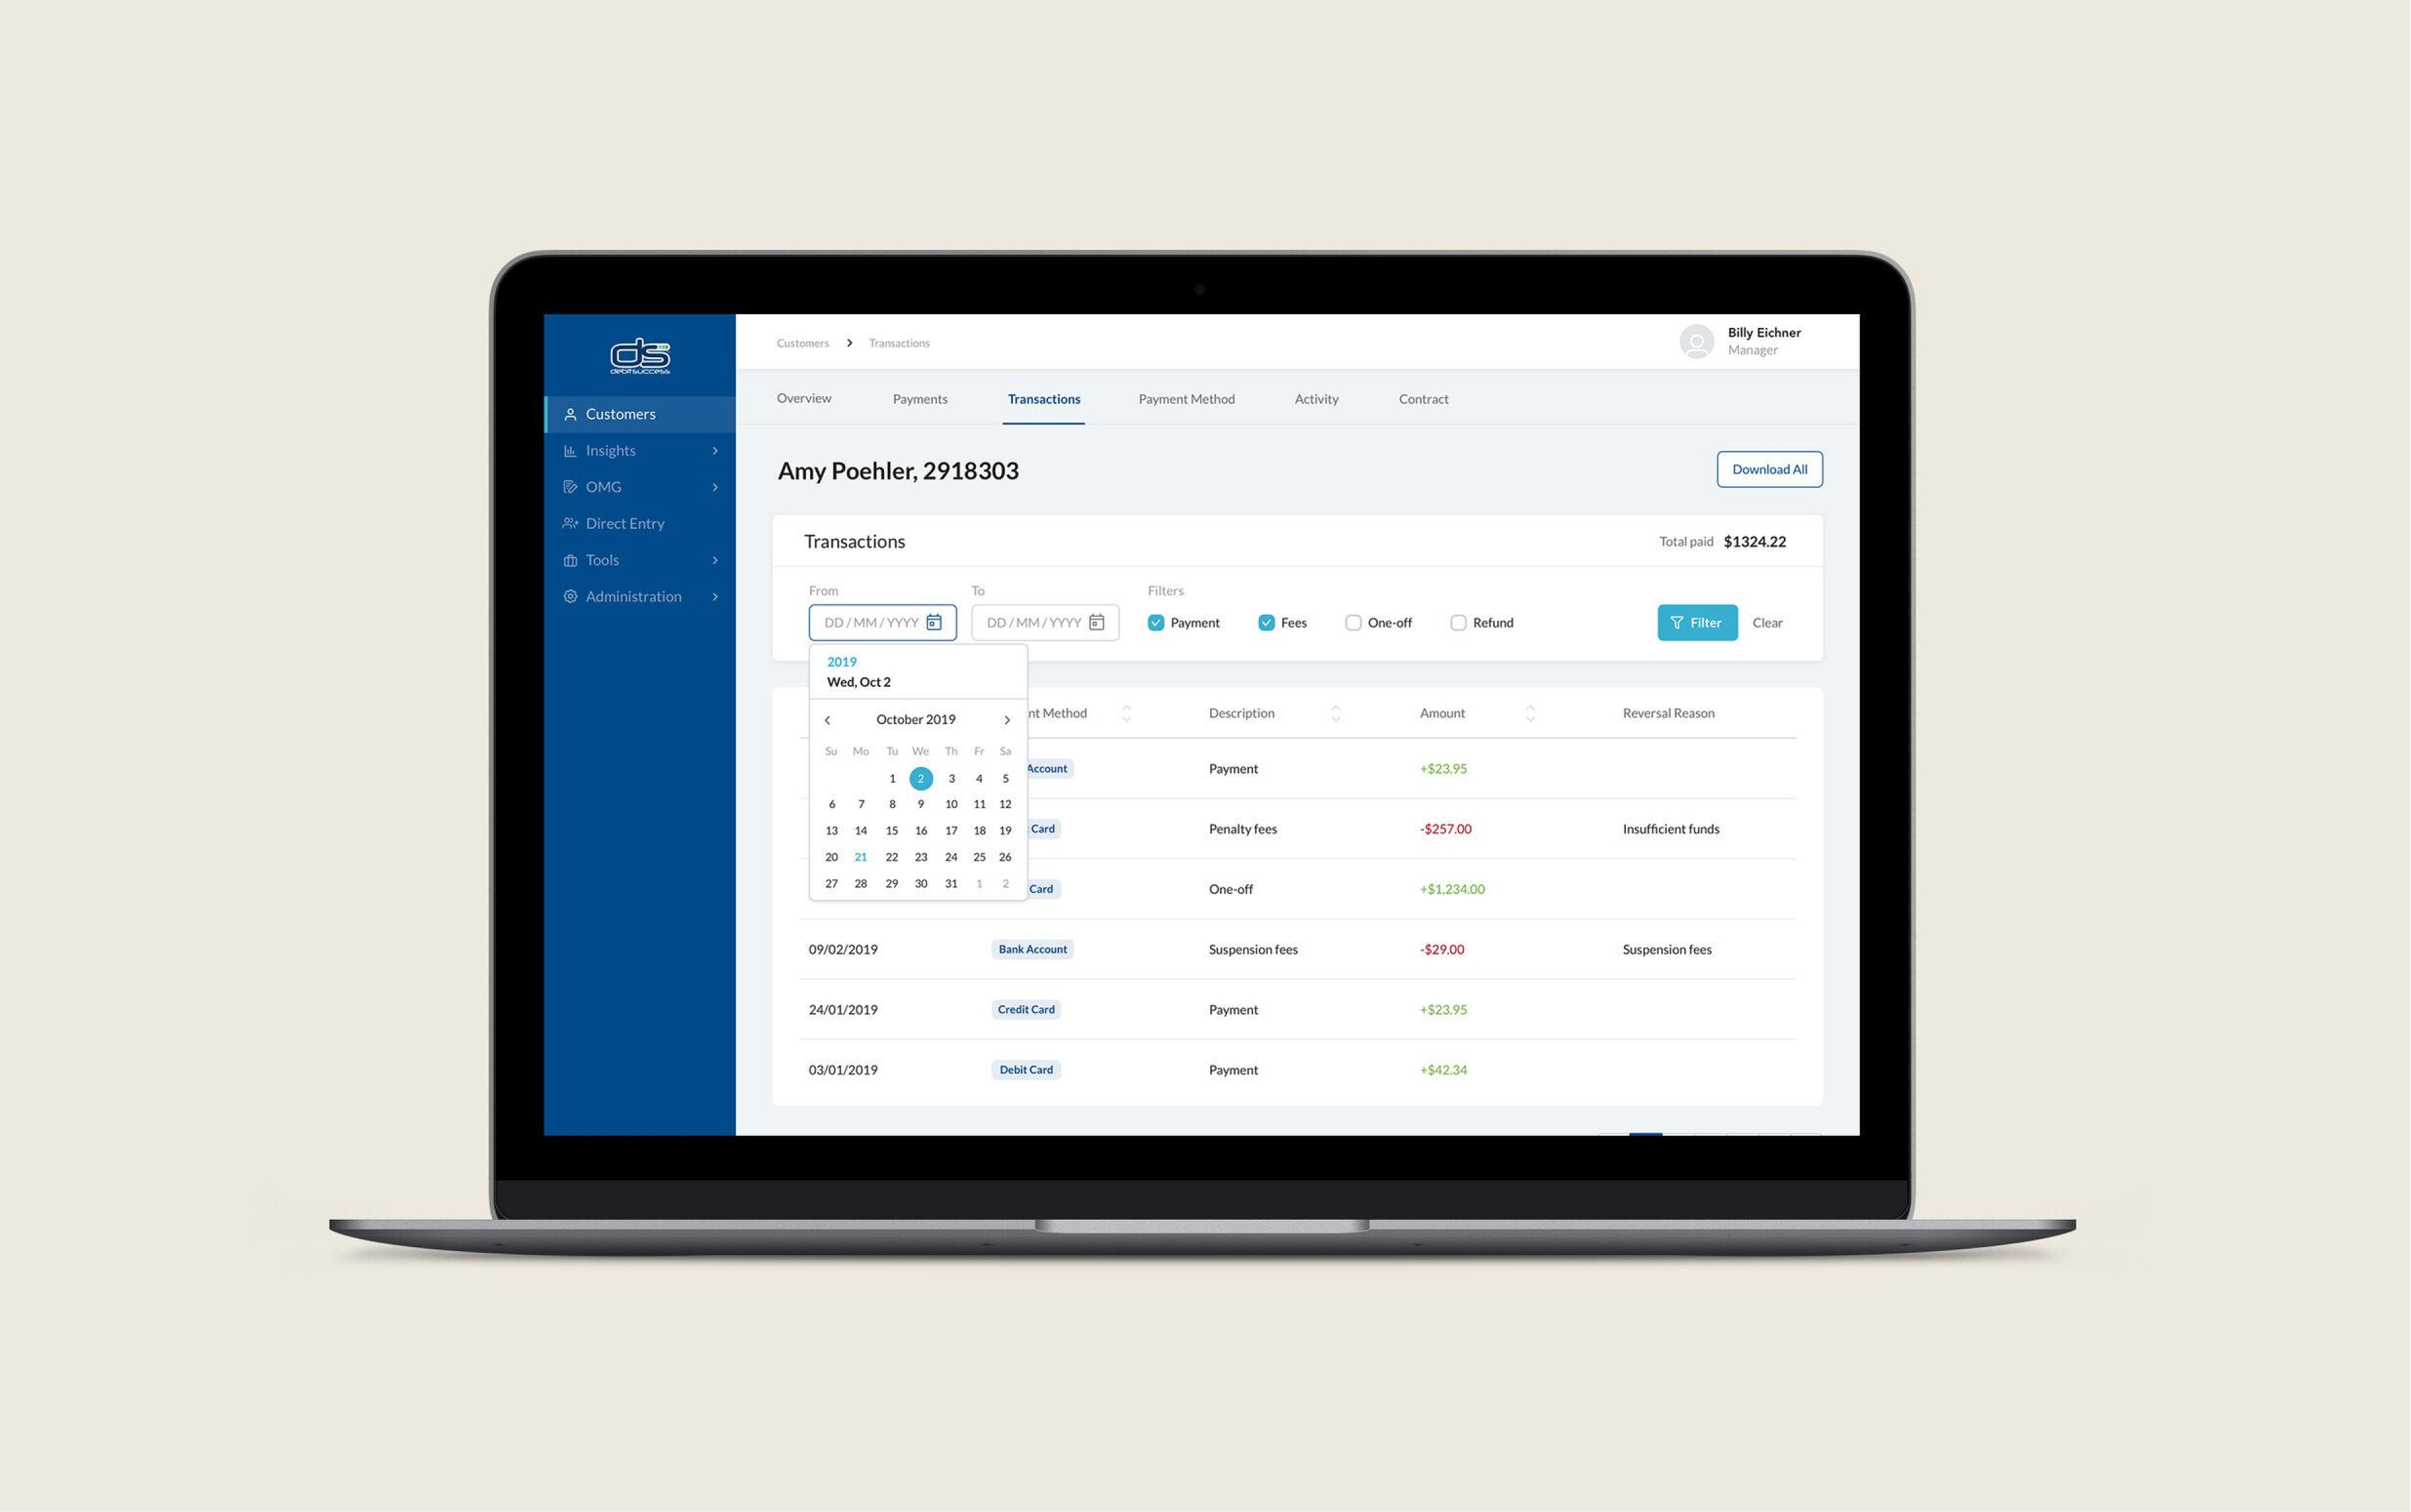 ds
debitsuccess
Customers
Insights
OMG
Direct Entry
Tools
Administration
Customers > Transactions
Billy Eichner
Manager
Overview Payments Transactions Payment Method Activity Contract
Amy Poehler, 2918303
Download All
Transactions
Total paid $1324.22
From To Filters
DD / MM / YYYY DD / MM / YYYY Payment Fees One-off Refund Filter Clear
2019
Wed, Oct 2
October 2019
Su Mo Tu We Th Fr Sa
1 2 3 4 5
6 7 8 9 10 11 12
13 14 15 16 17 18 19
20 21 22 23 24 25 26
27 28 29 30 31 1 2
nt Method Description Amount Reversal Reason
Account Payment +$23.95
Card Penalty fees -$257.00 Insufficient funds
Card One-off +$1,234.00
09/02/2019 Bank Account Suspension fees -$29.00 Suspension fees
24/01/2019 Credit Card Payment +$23.95
03/01/2019 Debit Card Payment +$42.34